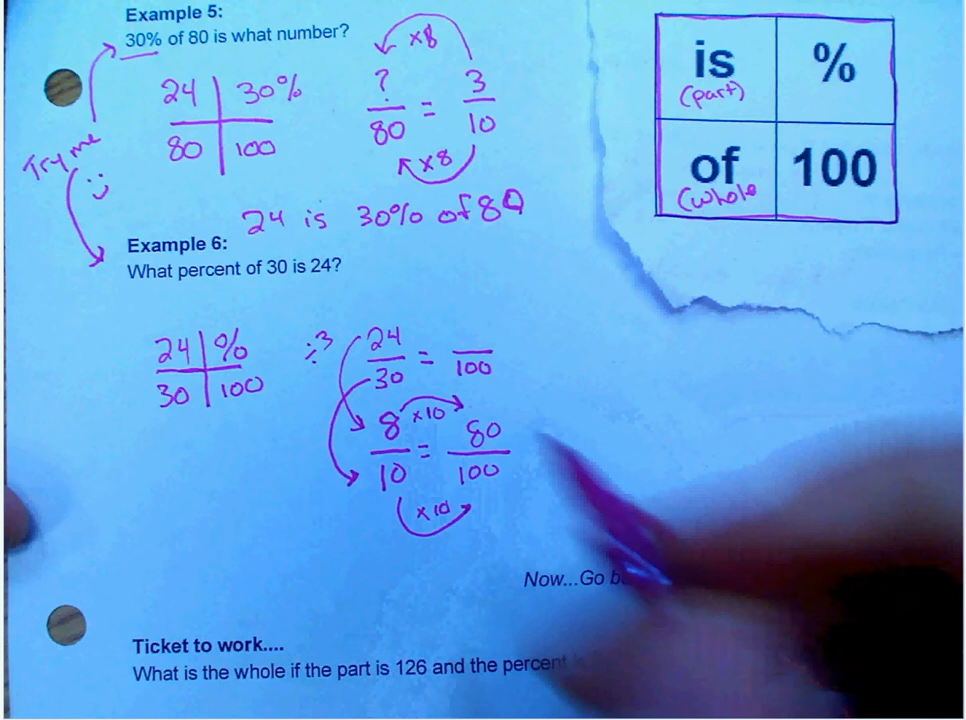 Example 5:
30% of 80 is what number?
Try me
24 | 30%
80 | 100
? / 80 = 3 / 10
x8
x8
24 is 30% of 80
is %
(part)
of 100
(whole
Example 6:
What percent of 30 is 24?
24 | %
30 | 100
÷3
24 / 30 = __ / 100
8 / 10 = 80 / 100
x10
x10
Now...Go
Ticket to work....
What is the whole if the part is 126 and the percent